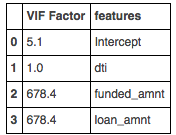 VIF Factor features
0 5.1 Intercept
1 1.0 dti
2 678.4 funded_amnt
3 678.4 loan_amnt